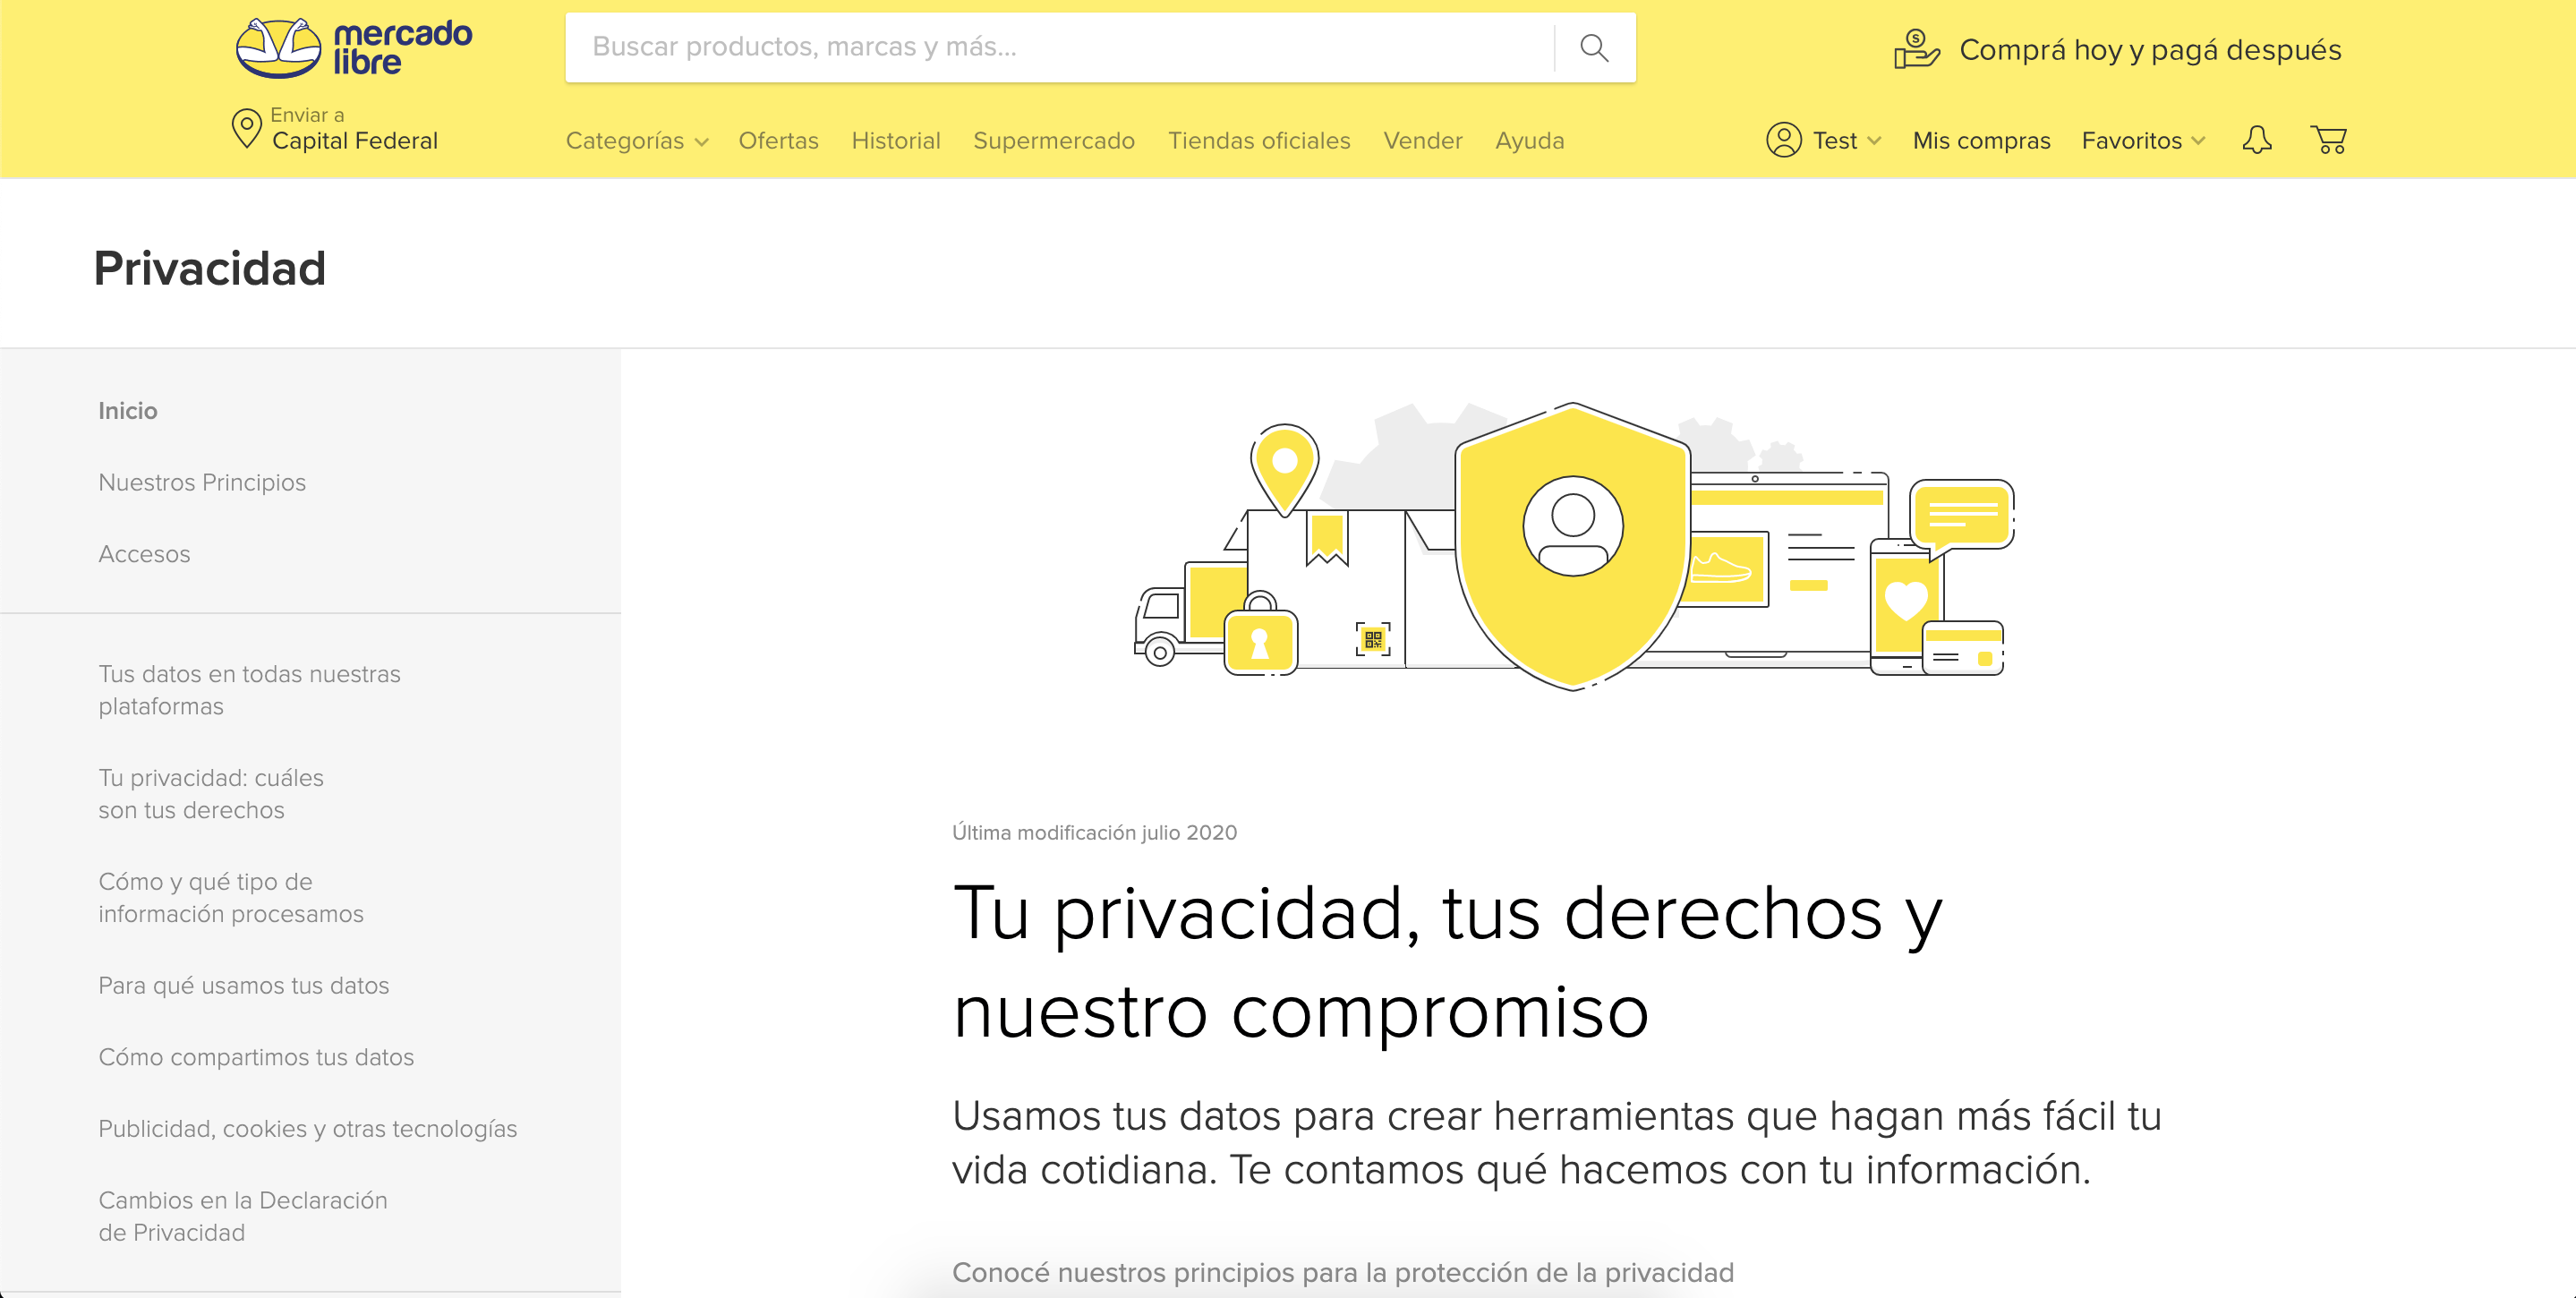 mercado
libre
Buscar productos, marcas y más...
Comprá hoy y pagá después
Enviar a
Capital Federal
Categorías
Ofertas
Historial
Supermercado
Tiendas oficiales
Vender
Ayuda
Test
Mis compras
Favoritos
Privacidad
Inicio
Nuestros Principios
Accesos
Tus datos en todas nuestras
plataformas
Tu privacidad: cuáles
son tus derechos
Cómo y qué tipo de
información procesamos
Para qué usamos tus datos
Cómo compartimos tus datos
Publicidad, cookies y otras tecnologías
Cambios en la Declaración
de Privacidad
Última modificación julio 2020
Tu privacidad, tus derechos y
nuestro compromiso
Usamos tus datos para crear herramientas que hagan más fácil tu
vida cotidiana. Te contamos qué hacemos con tu información.
Conocé nuestros principios para la protección de la privacidad